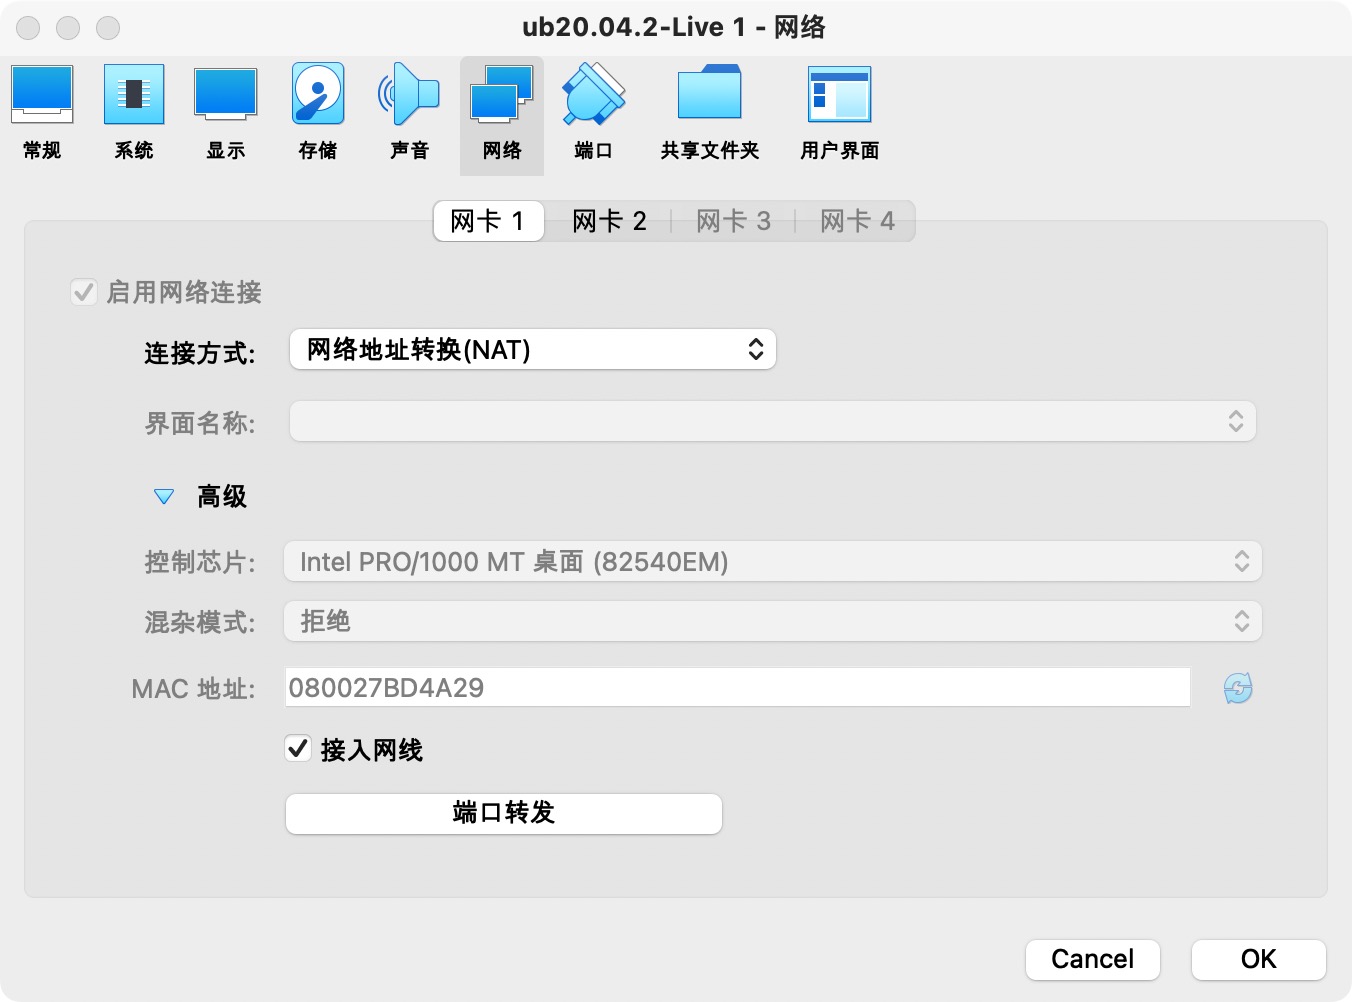 ub20.04.2-Live 1 - 网络
常规 系统 显示 存储 声音 网络 端口 共享文件夹 用户界面
网卡 1 网卡 2 网卡 3 网卡 4
启用网络连接
连接方式: 网络地址转换(NAT)
界面名称:
高级
控制芯片: Intel PRO/1000 MT 桌面 (82540EM)
混杂模式: 拒绝
MAC 地址: 080027BD4A29
接入网线
端口转发
Cancel OK